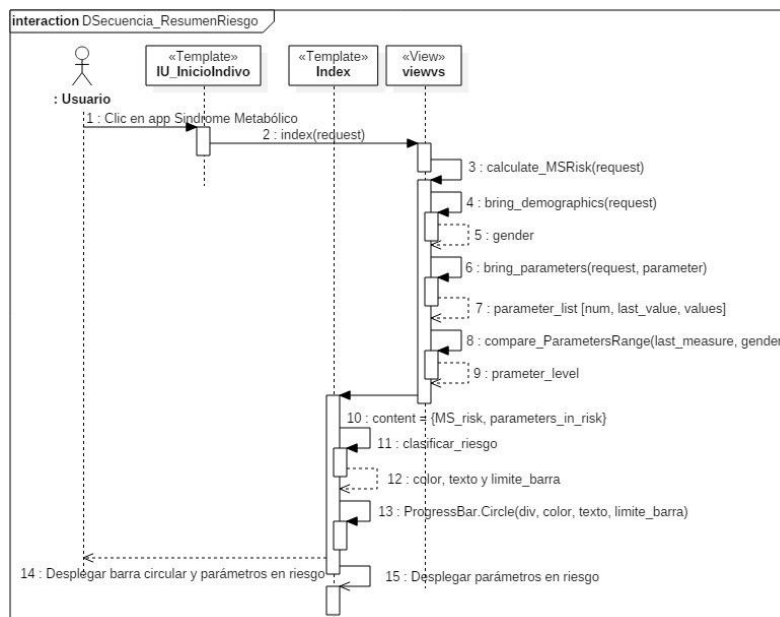 interaction DSecuencia_ResumenRiesgo
«Template»
IU_InicioIndivo
«Template»
Index
«View»
viewvs
: Usuario
1 : Clic en app Sindrome Metabólico
2 : index(request)
3 : calculate_MSRisk(request)
4 : bring_demographics(request)
5 : gender
6 : bring_parameters(request, parameter)
7 : parameter_list [num, last_value, values]
8 : compare_ParametersRange(last_measure, gender
9 : prameter_level
10 : content = {MS_risk, parameters_in_risk}
11 : clasificar_riesgo
12 : color, texto y limite_barra
13 : ProgressBar.Circle(div, color, texto, limite_barra)
14 : Desplegar barra circular y parámetros en riesgo
15 : Desplegar parámetros en riesgo